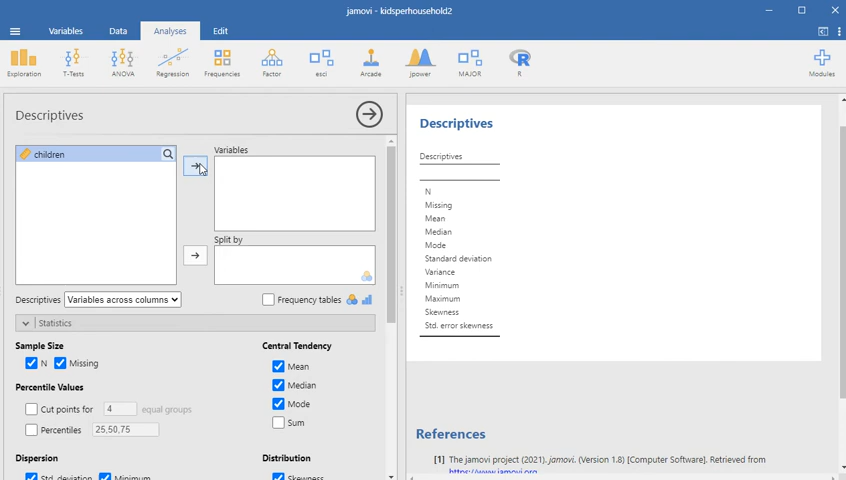 jamovi - kidsperhousehold2
Variables Data Analyses Edit
Exploration T-Tests ANOVA Regression Frequencies Factor esci Arcade jpower MAJOR R Modules
Descriptives
children
Variables
Split by
Descriptives Variables across columns Frequency tables
Statistics
Sample Size
N Missing
Percentile Values
Cut points for 4 equal groups
Percentiles 25,50,75
Dispersion
Std. deviation Minimum
Central Tendency
Mean
Median
Mode
Sum
Distribution
Skewness
Descriptives
Descriptives
N
Missing
Mean
Median
Mode
Standard deviation
Variance
Minimum
Maximum
Skewness
Std. error skewness
References
[1] The jamovi project (2021). jamovi. (Version 1.8) [Computer Software]. Retrieved from
https://www.jamovi.org